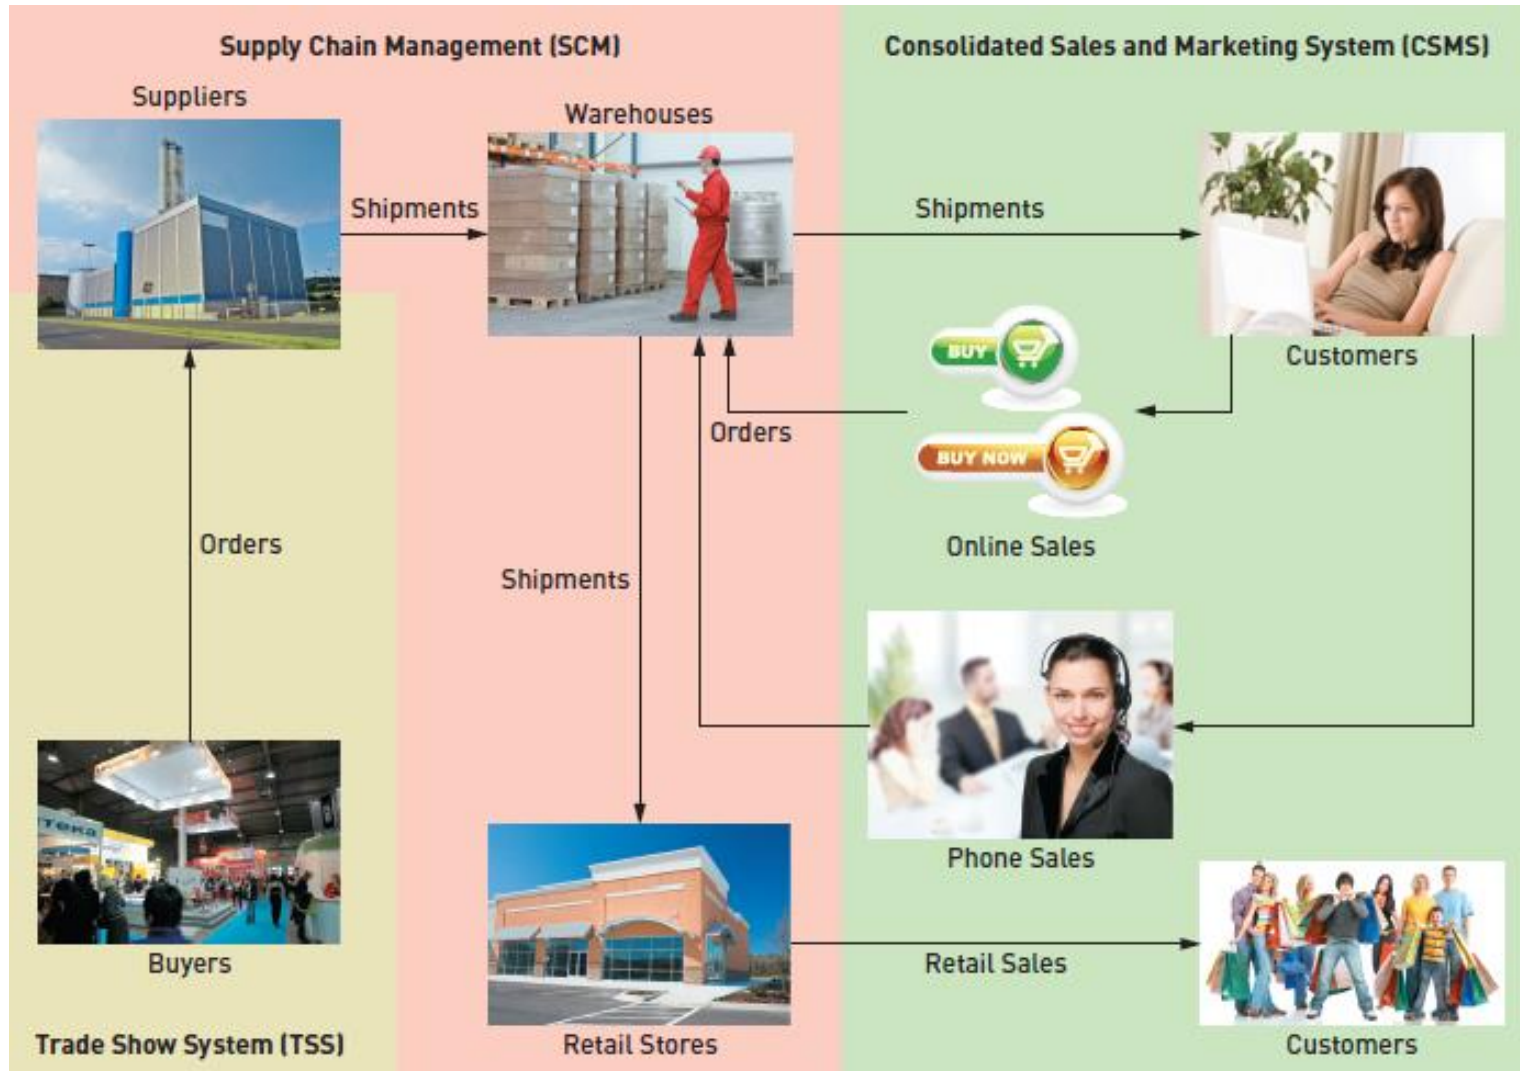 Supply Chain Management (SCM)
Consolidated Sales and Marketing System (CSMS)
Suppliers
Warehouses
Shipments
Shipments
BUY
Customers
Orders
BUY NOW
Online Sales
Orders
Shipments
Phone Sales
Buyers
Retail Sales
Trade Show System (TSS)
Retail Stores
Customers